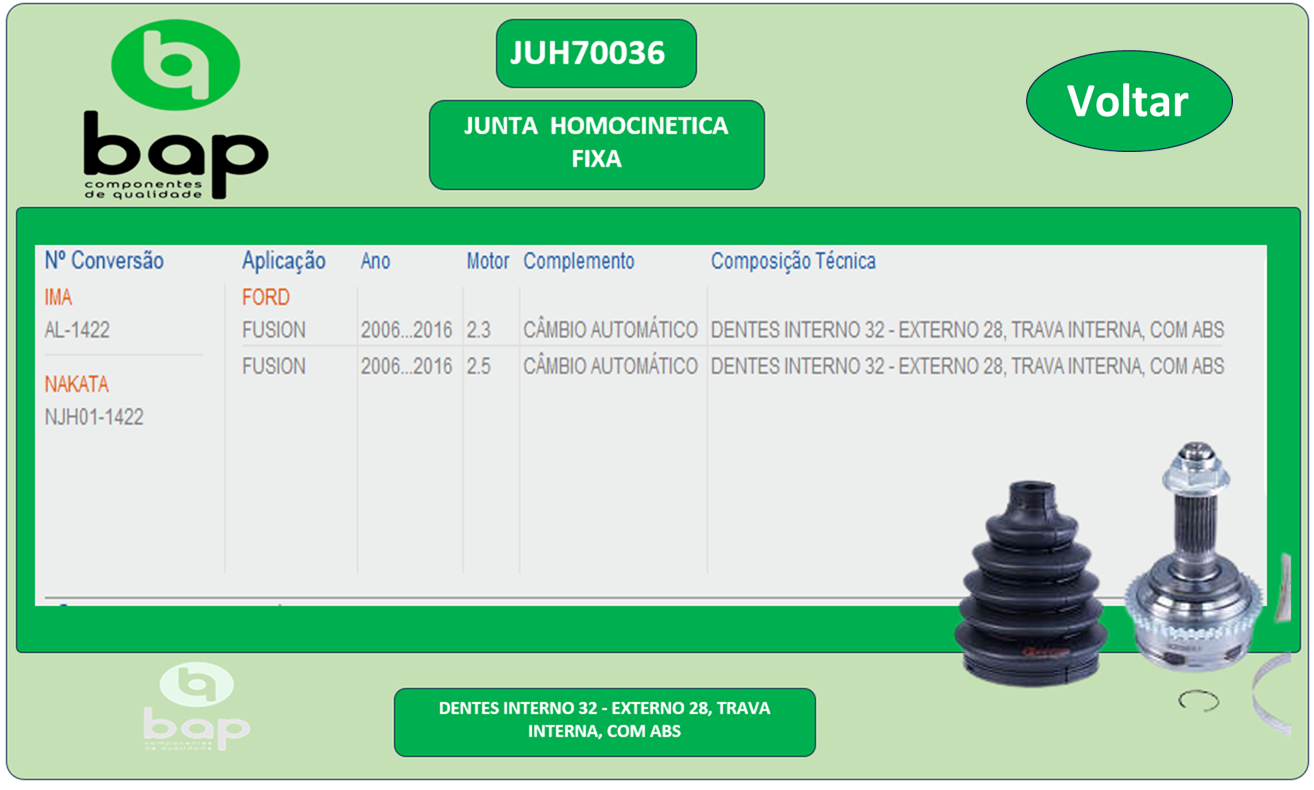 bap
componentes
de qualidade
JUH70036
JUNTA HOMOCINETICA
FIXA
Voltar
Nº Conversão Aplicação Ano Motor Complemento Composição Técnica
IMA FORD
AL-1422 FUSION 2006...2016 2.3 CÂMBIO AUTOMÁTICO DENTES INTERNO 32 - EXTERNO 28, TRAVA INTERNA, COM ABS
FUSION 2006...2016 2.5 CÂMBIO AUTOMÁTICO DENTES INTERNO 32 - EXTERNO 28, TRAVA INTERNA, COM ABS
NAKATA
NJH01-1422
bap
componentes
de qualidade
DENTES INTERNO 32 - EXTERNO 28, TRAVA
INTERNA, COM ABS